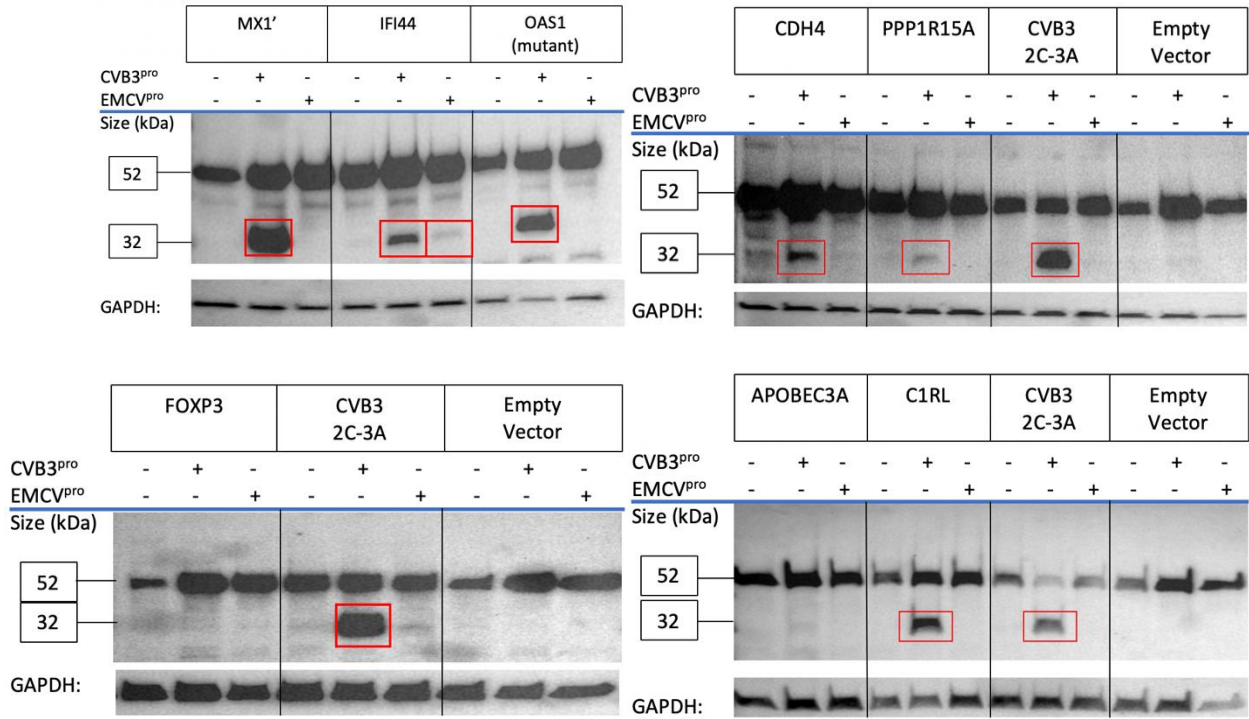 MX1’ IFI44 OAS1
(mutant)
CVB3pro - + - - + - - + -
EMCVpro - - + - - + - - +
Size (kDa)
52
32
GAPDH:
CDH4 PPP1R15A CVB3 Empty
2C-3A Vector
CVB3pro - + - - + - - + - - + -
EMCVpro - - + - - + - - + - - +
Size (kDa)
52
32
GAPDH:
FOXP3 CVB3 Empty
2C-3A Vector
CVB3pro - + - - + - - + -
EMCVpro - - + - - + - - +
Size (kDa)
52
32
GAPDH:
APOBEC3A C1RL CVB3 Empty
2C-3A Vector
CVB3pro - + - - + - - + - - + -
EMCVpro - - + - - + - - + - - +
Size (kDa)
52
32
GAPDH: